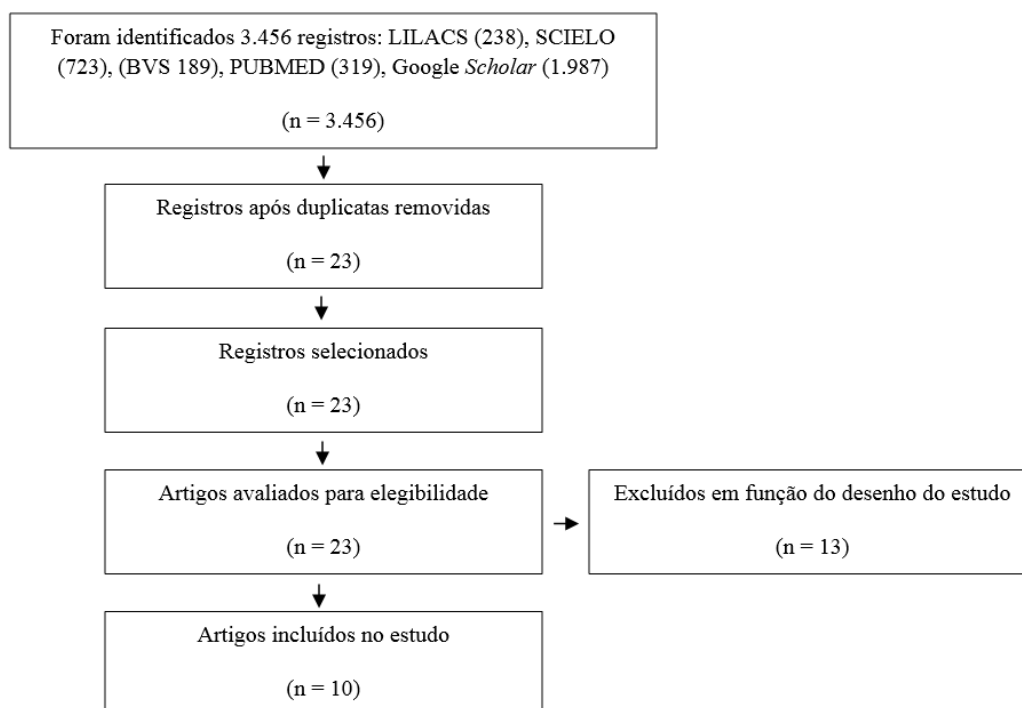 Foram identificados 3.456 registros: LILACS (238), SCIELO
(723), (BVS 189), PUBMED (319), Google Scholar (1.987)
(n = 3.456)
Registros após duplicatas removidas
(n = 23)
Registros selecionados
(n = 23)
Artigos avaliados para elegibilidade
(n = 23)
Excluídos em função do desenho do estudo
(n = 13)
Artigos incluídos no estudo
(n = 10)